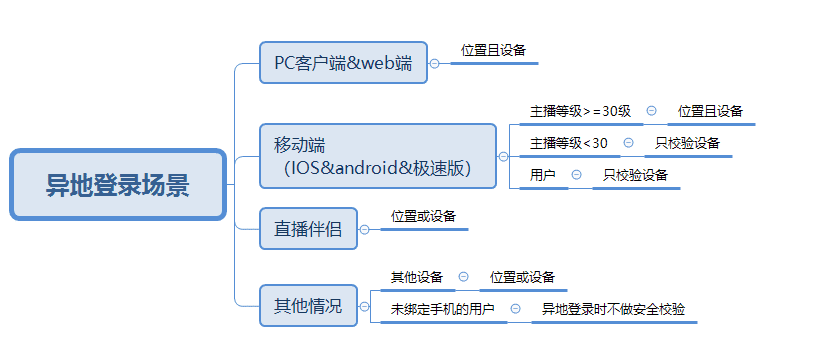 异地登录场景
PC客户端&web端
位置且设备
移动端
（IOS&android&极速版）
主播等级>=30级
位置且设备
主播等级<30
只校验设备
用户
只校验设备
直播伴侣
位置或设备
其他情况
其他设备
位置或设备
未绑定手机的用户
异地登录时不做安全校验